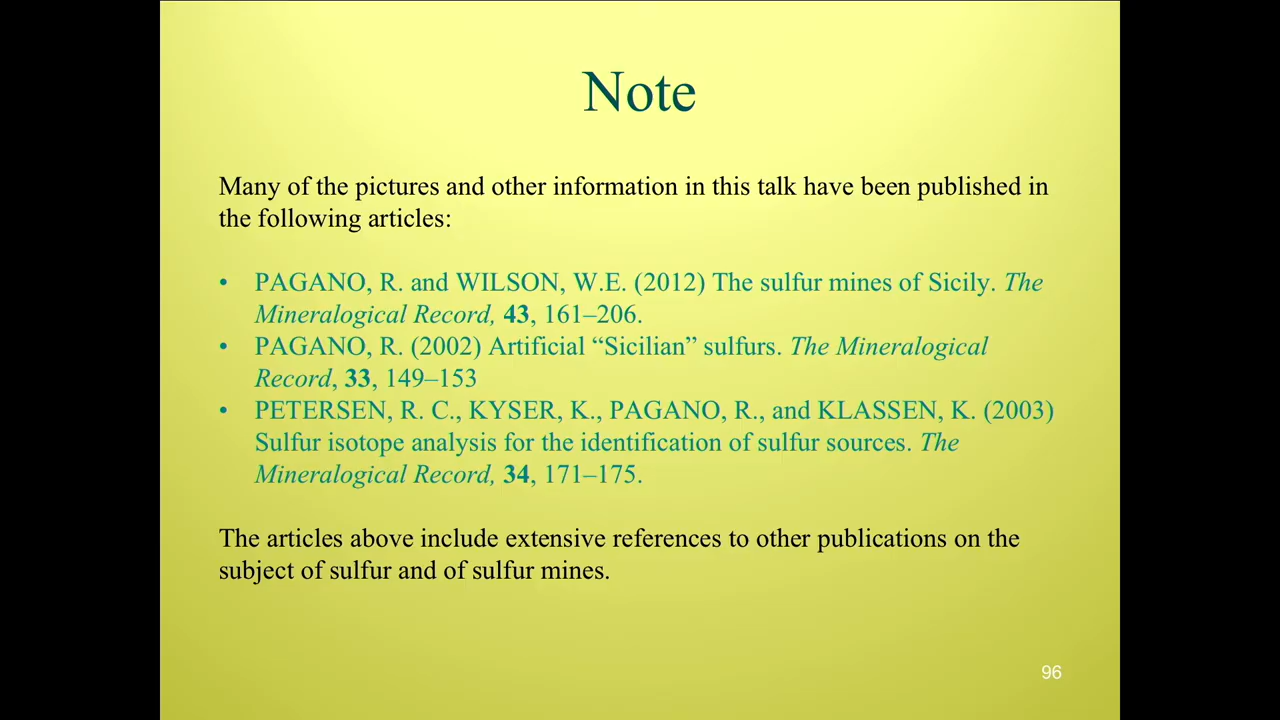 Note
Many of the pictures and other information in this talk have been published in
the following articles:
• PAGANO, R. and WILSON, W.E. (2012) The sulfur mines of Sicily. The
Mineralogical Record, 43, 161–206.
• PAGANO, R. (2002) Artificial “Sicilian” sulfurs. The Mineralogical
Record, 33, 149–153
• PETERSEN, R. C., KYSER, K., PAGANO, R., and KLASSEN, K. (2003)
Sulfur isotope analysis for the identification of sulfur sources. The
Mineralogical Record, 34, 171–175.
The articles above include extensive references to other publications on the
subject of sulfur and of sulfur mines.
96